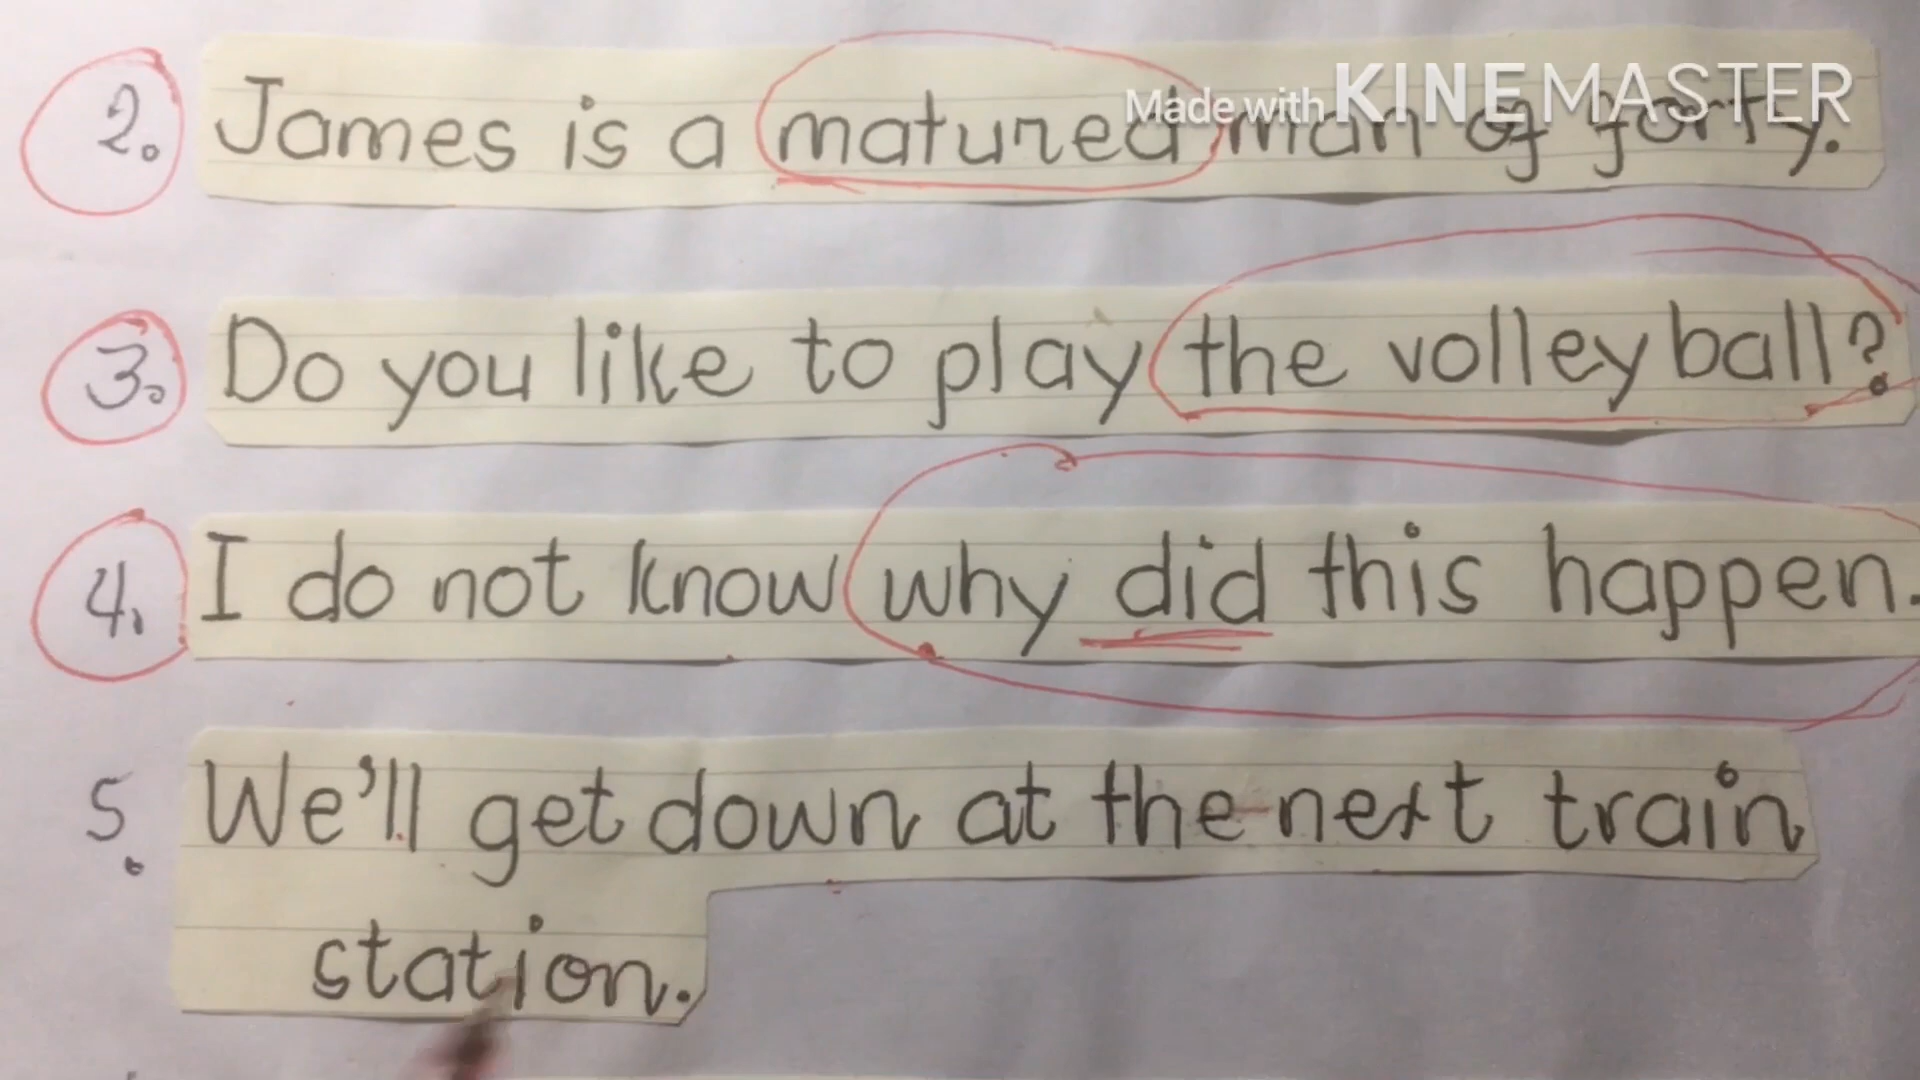 2. James is a matured man of forty.
Made with KINEMASTER
3. Do you like to play the volleyball?
4. I do not know why did this happen.
5. We'll get down at the next train
station.